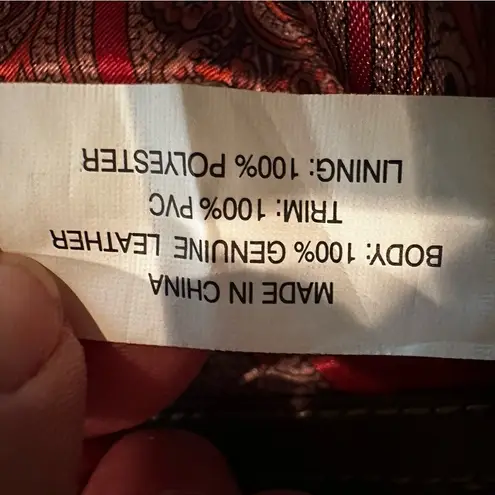 MADE IN CHINA
BODY: 100% GENUINE LEATHER
TRIM: 100% PVC
LINING: 100% POLYESTER